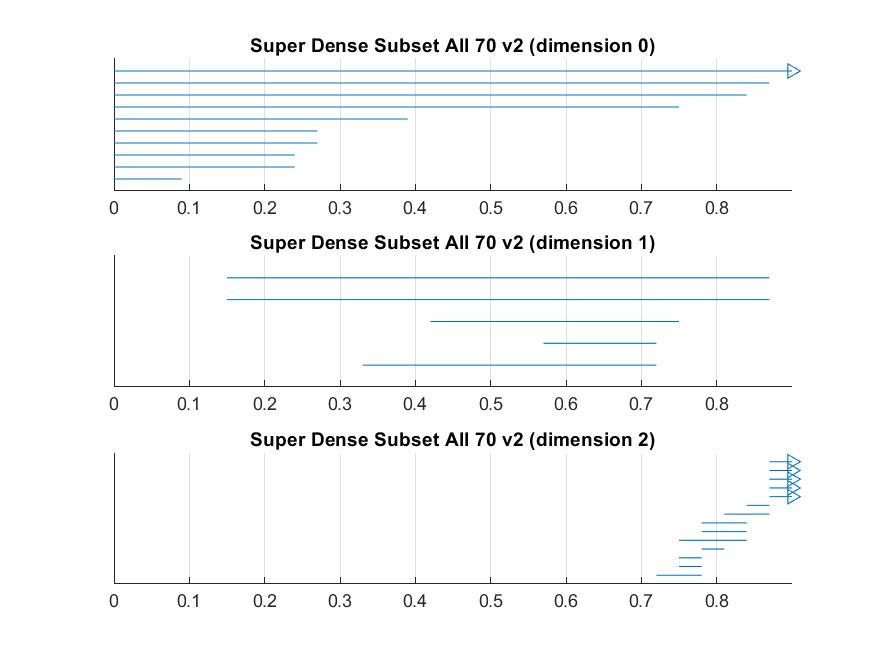 Super Dense Subset All 70 v2 (dimension 0)
0 0.1 0.2 0.3 0.4 0.5 0.6 0.7 0.8
Super Dense Subset All 70 v2 (dimension 1)
0 0.1 0.2 0.3 0.4 0.5 0.6 0.7 0.8
Super Dense Subset All 70 v2 (dimension 2)
0 0.1 0.2 0.3 0.4 0.5 0.6 0.7 0.8